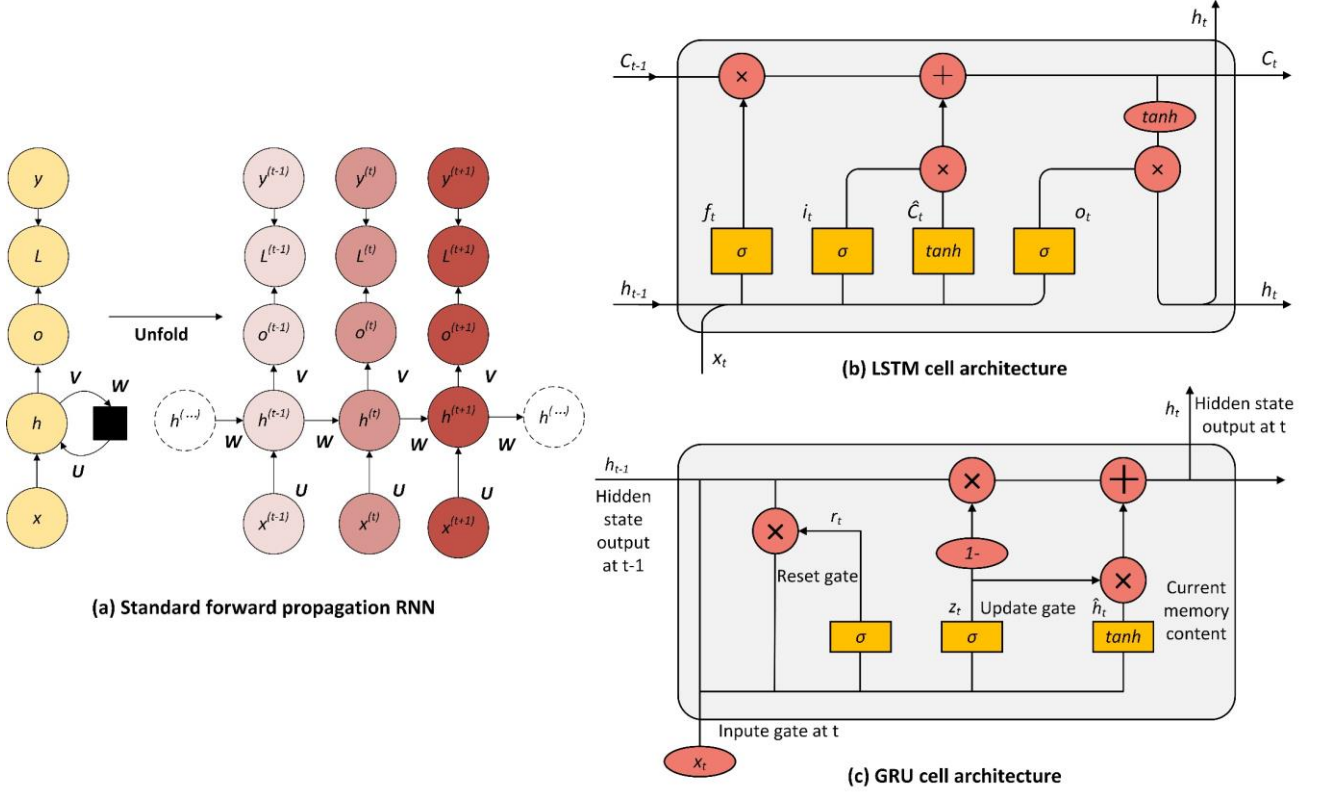 y
L
o
V
W
h
U
x
Unfold
y(t-1)
y(t)
y(t+1)
L(t-1)
L(t)
L(t+1)
o(t-1)
o(t)
o(t+1)
V
V
V
h(...)
h(t-1)
h(t)
h(t+1)
h(...)
W
W
W
W
U
U
U
x(t-1)
x(t)
x(t+1)
(a) Standard forward propagation RNN
ht
Ct-1
×
+
Ct
tanh
×
×
ft
it
Ĉt
ot
σ
σ
tanh
σ
ht-1
ht
xt
(b) LSTM cell architecture
ht
Hidden state
output at t
ht-1
Hidden
state
output
at t-1
×
+
×
rt
1-
Reset gate
×
zt
Update gate
ĥt
Current
memory
content
σ
σ
tanh
Inpute gate at t
xt
(c) GRU cell architecture